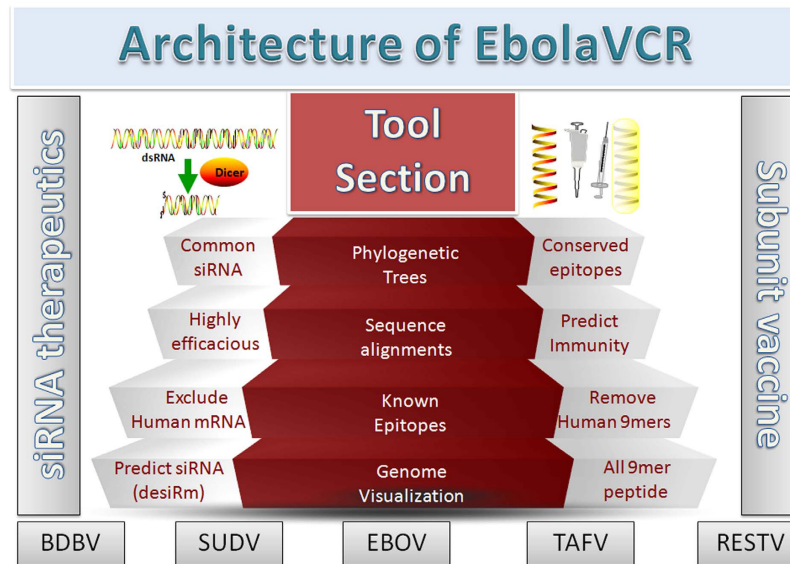 Architecture of EbolaVCR
siRNA therapeutics
dsRNA
Dicer
5
3
Tool
Section
Subunit vaccine
Common
siRNA
Phylogenetic
Trees
Conserved
epitopes
Highly
efficacious
Sequence
alignments
Predict
Immunity
Exclude
Human mRNA
Known
Epitopes
Remove
Human 9mers
Predict siRNA
(desiRm)
Genome
Visualization
All 9mer
peptide
BDBV
SUDV
EBOV
TAFV
RESTV